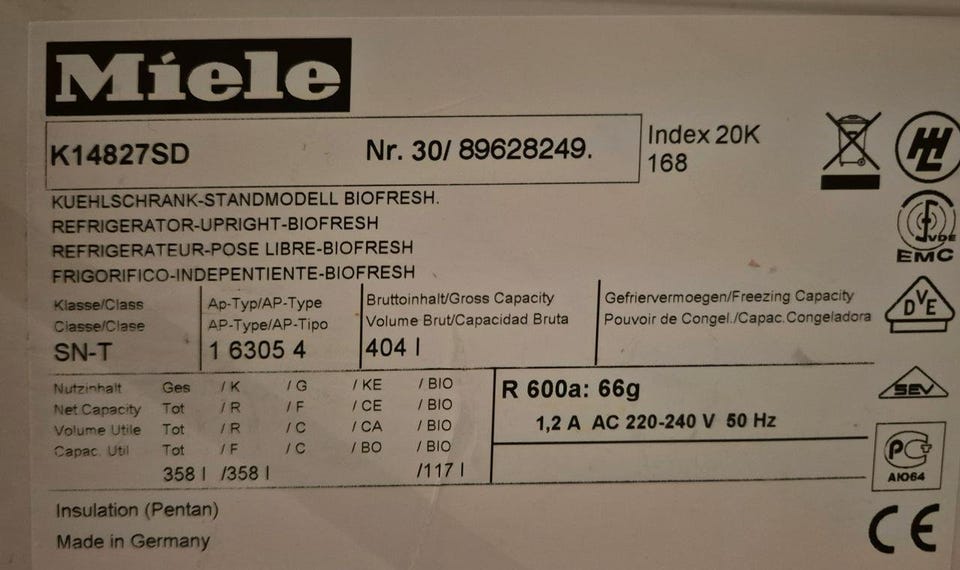 Miele
K14827SD Nr. 30/ 89628249.
Index 20K
168
KUEHLSCHRANK-STANDMODELL BIOFRESH.
REFRIGERATOR-UPRIGHT-BIOFRESH
REFRIGERATEUR-POSE LIBRE-BIOFRESH
FRIGORIFICO-INDEPENTIENTE-BIOFRESH
Klasse/Class
Classe/Clase
SN-T
Ap-Typ/AP-Type
AP-Type/AP-Tipo
1 6305 4
Bruttoinhalt/Gross Capacity
Volume Brut/Capacidad Bruta
404 l
Gefriervermoegen/Freezing Capacity
Pouvoir de Congel./Capac.Congeladora
Nutzinhalt Ges / K / G / KE / BIO
Net Capacity Tot / R / F / CE / BIO
Volume Utile Tot / R / C / CA / BIO
Capac. Util Tot / F / C / BO / BIO
358 l /358 l /117 l
R 600a: 66g
1,2 A AC 220-240 V 50 Hz
Insulation (Pentan)
Made in Germany
VDE
EMC
DVE
SEV
PG
АЮ64
CE